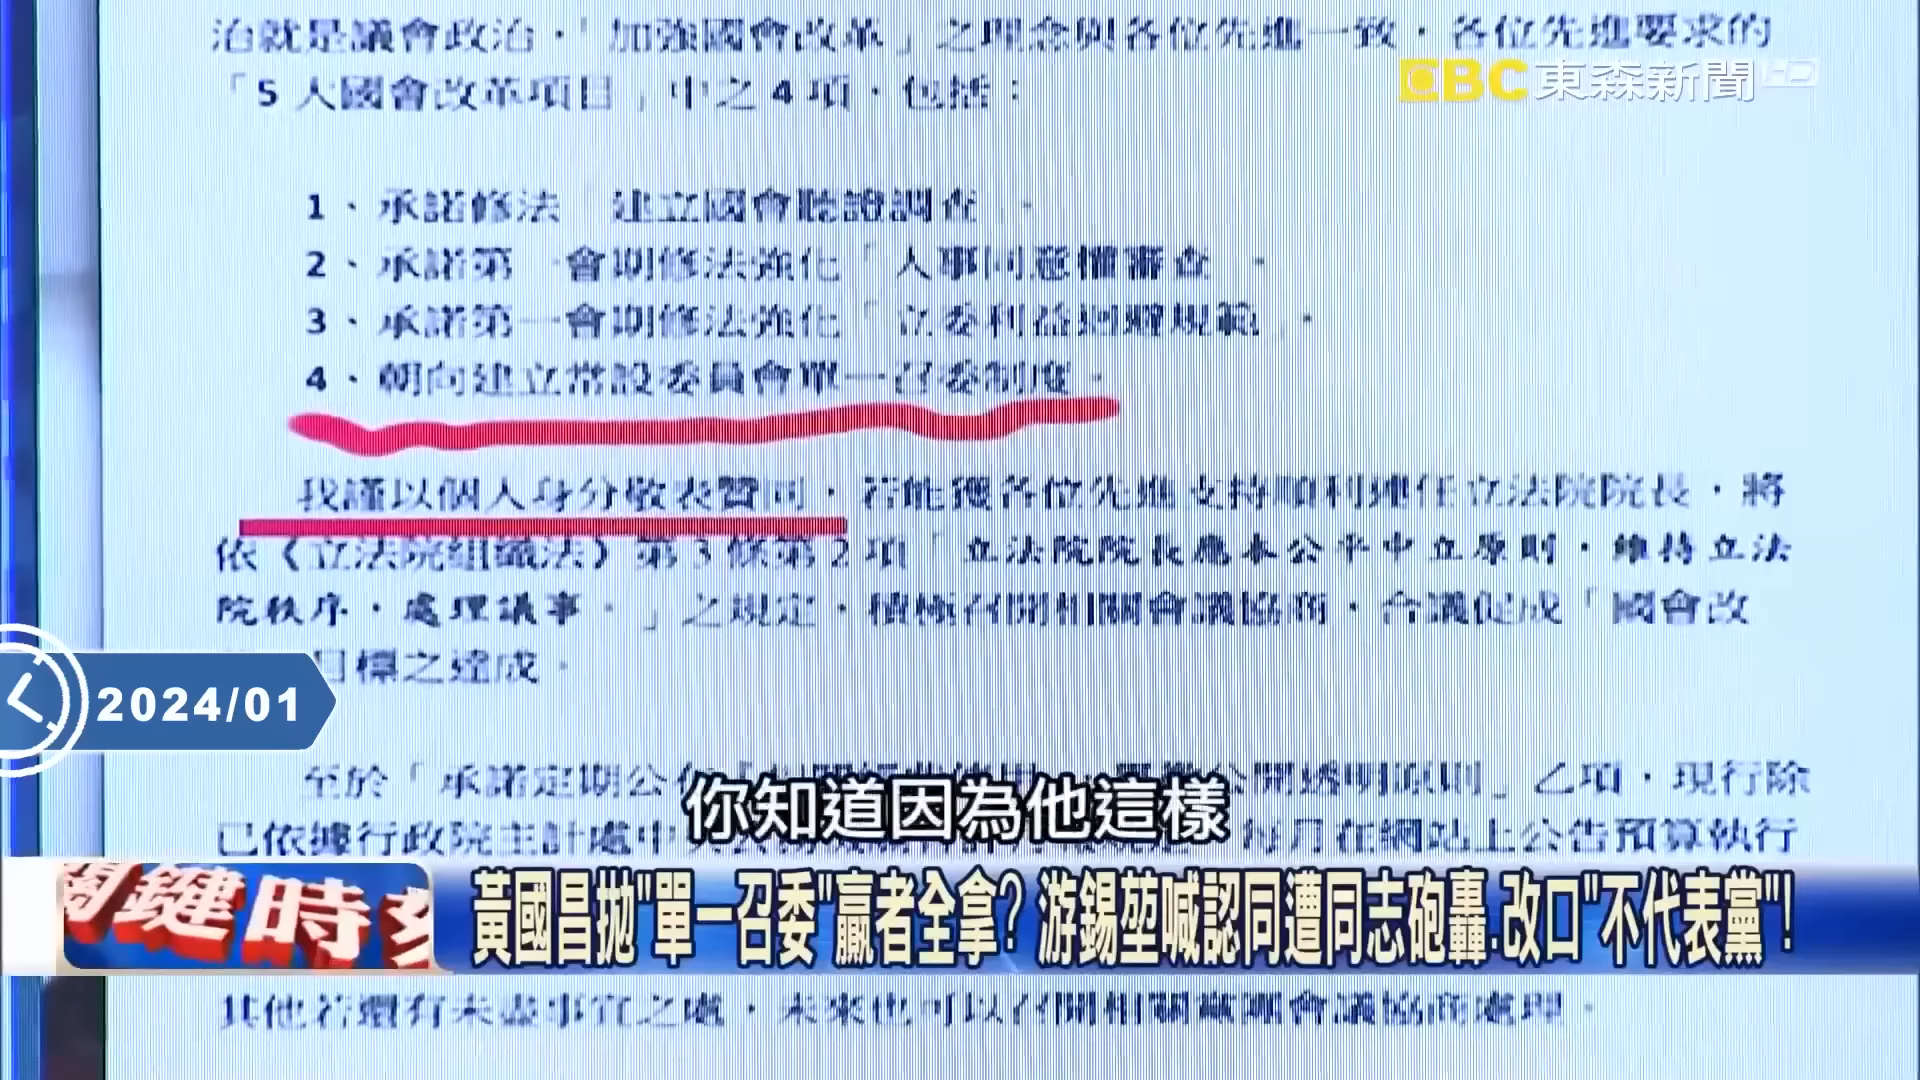 治就是議會政治，「加強國會改革」之理念與各位先進一致，各位先進要求的
「5大國會改革項目」中之4項，包括：
EBC東森新聞HD
1、承諾修法「建立國會聽證調查」。
2、承諾第一會期修法強化「人事同意權審查」。
3、承諾第一會期修法強化「立委利益迴避規範」。
4、朝向建立常設委員會單一召委制度。
我謹以個人身分敬表贊同，若能獲各位先進支持順利連任立法院院長，將
依《立法院組織法》第3條第2項「立法院院長應本公平中立原則，維持立法
院秩序，處理議事。」之規定，積極召開相關會議協商，合議促成「國會改
目標之達成。
2024/01
至於「承諾定期公 公開透明原則」乙項，現行除
你知道因為他這樣
已依據行政院主計處中 每月在網站上公告預算執行
關鍵時刻
黃國昌拋"單一召委"贏者全拿? 游錫堃喊認同遭同志砲轟.改口"不代表黨"!
其他若還有未盡事宜之處，未來也可以召開相關黨團會議協商處理。